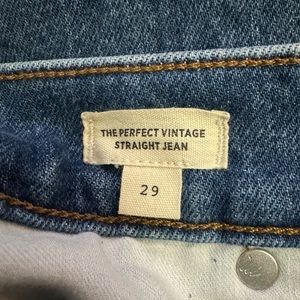 THE PERFECT VINTAGE
STRAIGHT JEAN
29